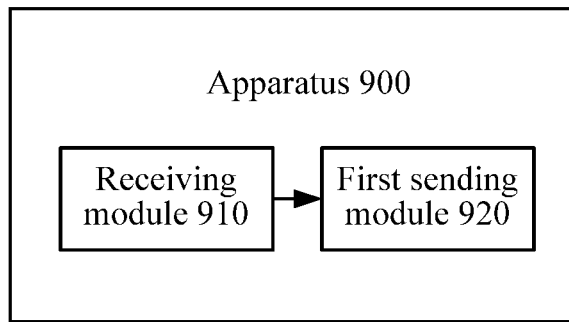 Apparatus 900
Receiving
module 910
First sending
module 920